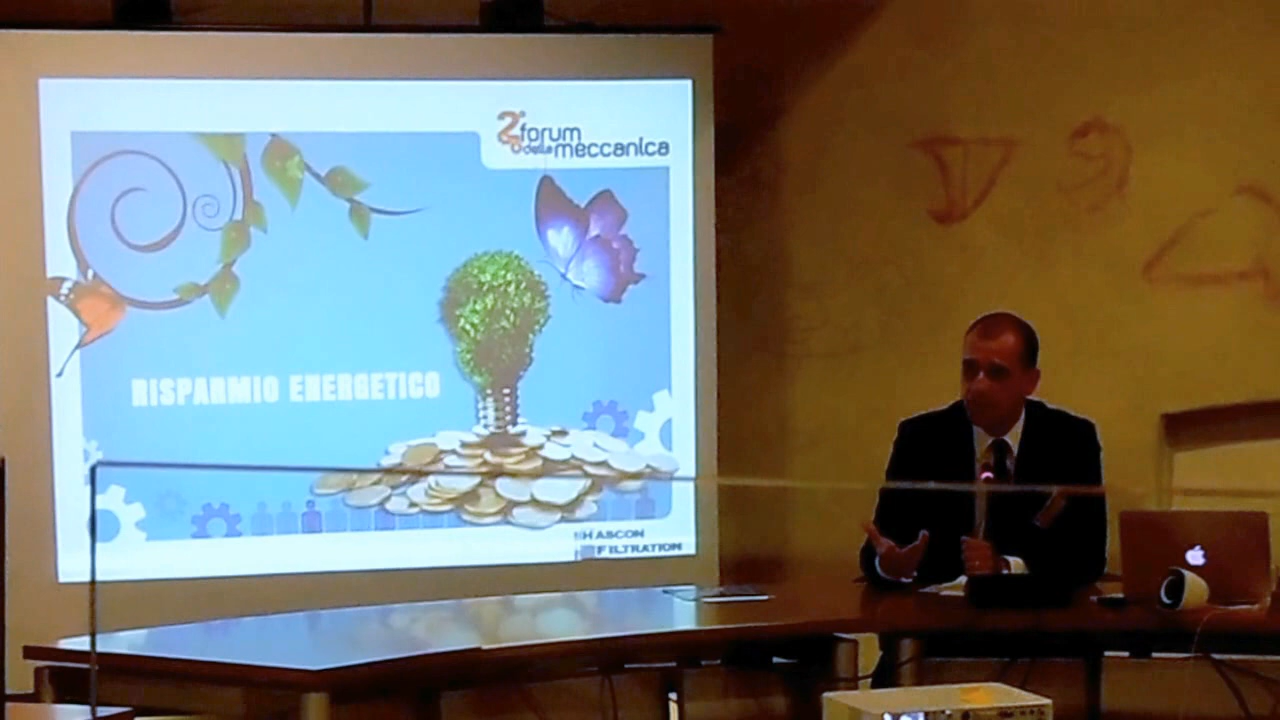 2° forum
della meccanica
RISPARMIO ENERGETICO
HASCON
FILTRATION